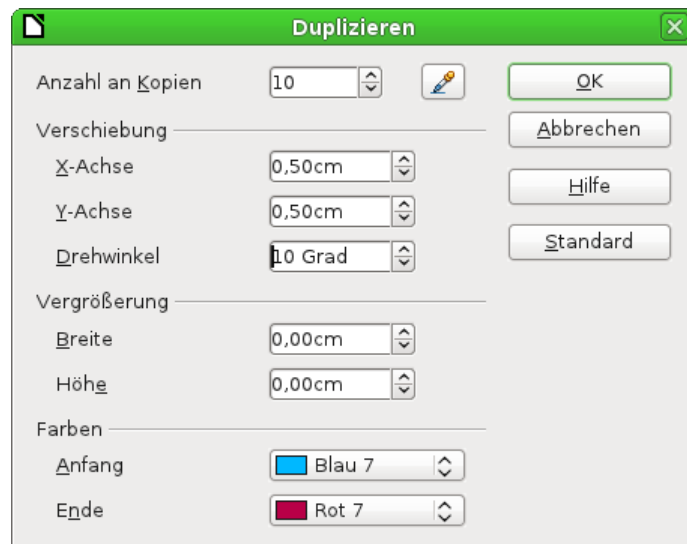 Duplizieren
Anzahl an Kopien 10 OK
Verschiebung Abbrechen
X-Achse 0,50cm Hilfe
Y-Achse 0,50cm
Drehwinkel 10 Grad Standard
Vergrößerung
Breite 0,00cm
Höhe 0,00cm
Farben
Anfang Blau 7
Ende Rot 7